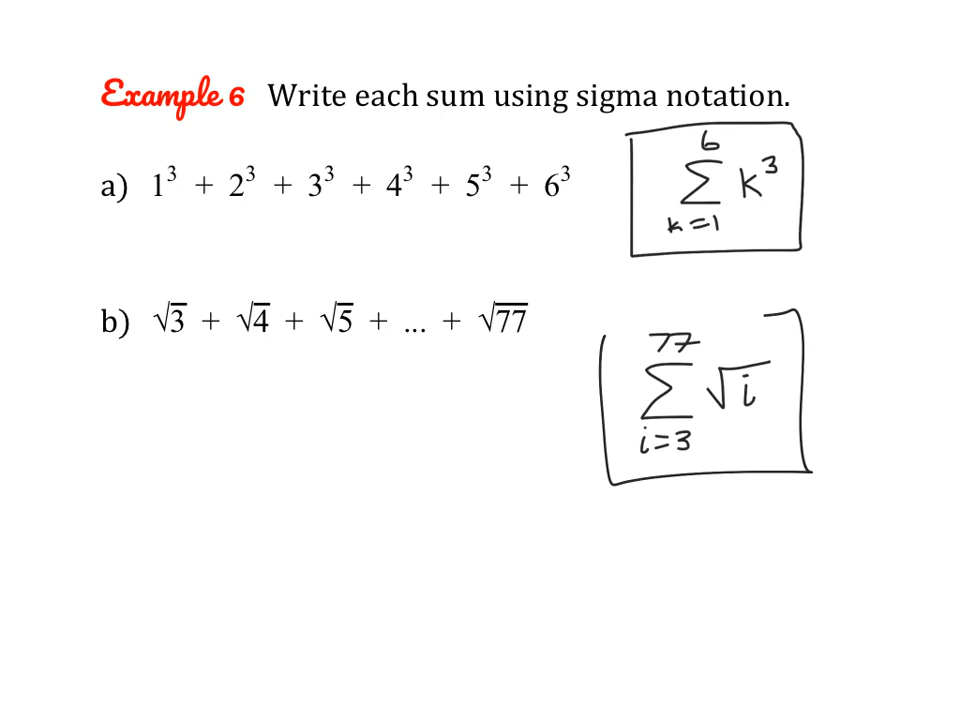 Example 6 Write each sum using sigma notation.
a) 1³ + 2³ + 3³ + 4³ + 5³ + 6³
6
∑ k³
k=1
b) √3 + √4 + √5 + ... + √77
77
∑ √i
i=3